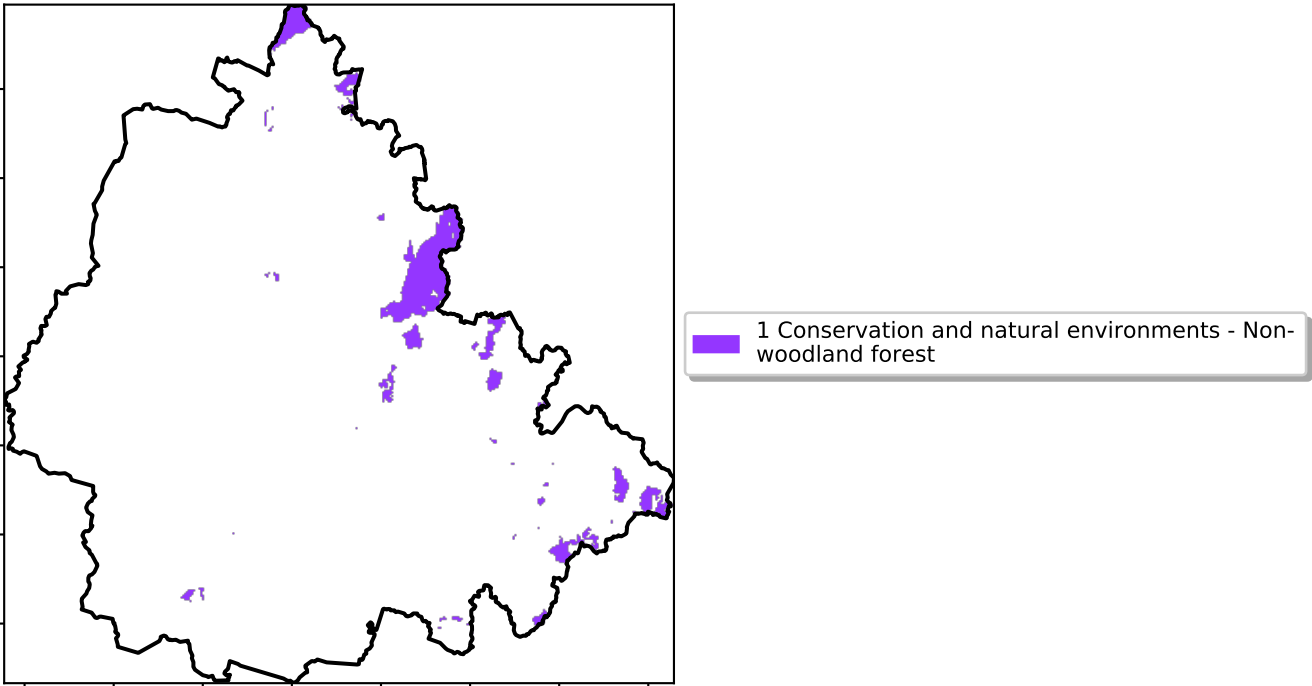 1 Conservation and natural environments - Non-
woodland forest